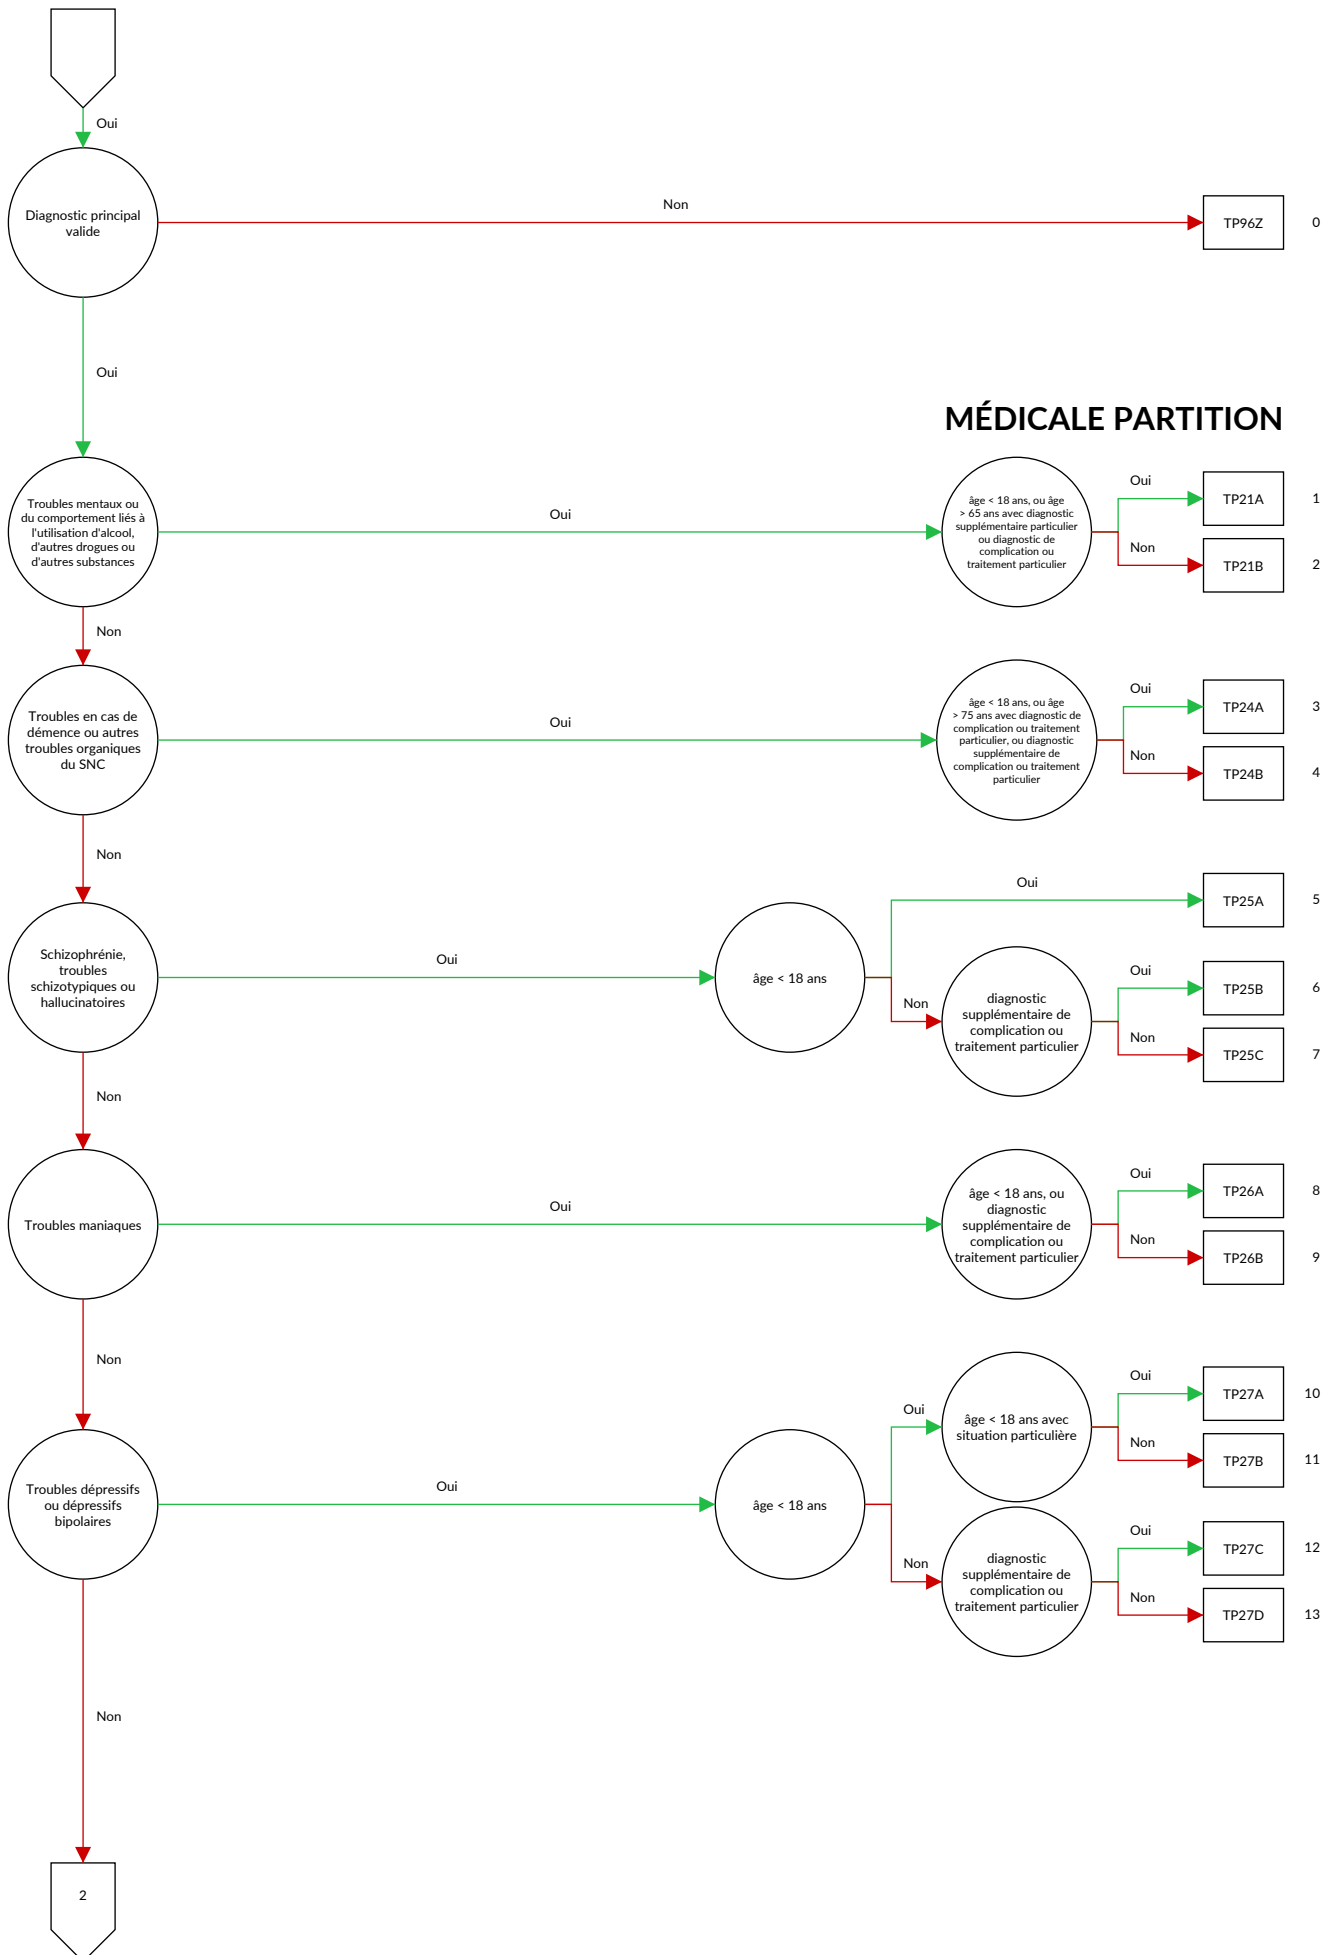 Oui
Diagnostic principal
valide
Non
TP96Z
0
Oui
MÉDICALE PARTITION
Troubles mentaux ou
du comportement liés à
l'utilisation d'alcool,
d'autres drogues ou
d'autres substances
Oui
âge < 18 ans, ou âge
> 65 ans avec diagnostic
supplémentaire particulier
ou diagnostic de
complication ou
traitement particulier
Oui
TP21A
1
Non
TP21B
2
Non
Troubles en cas de
démence ou autres
troubles organiques
du SNC
Oui
âge < 18 ans, ou âge
> 75 ans avec diagnostic de
complication ou traitement
particulier, ou diagnostic
supplémentaire de
complication ou traitement
particulier
Oui
TP24A
3
Non
TP24B
4
Non
Schizophrénie,
troubles
schizotypiques ou
hallucinatoires
Oui
âge < 18 ans
Oui
TP25A
5
Non
diagnostic
supplémentaire de
complication ou
traitement particulier
Oui
TP25B
6
Non
TP25C
7
Non
Troubles maniaques
Oui
âge < 18 ans, ou
diagnostic
supplémentaire de
complication ou
traitement particulier
Oui
TP26A
8
Non
TP26B
9
Non
Troubles dépressifs
ou dépressifs
bipolaires
Oui
âge < 18 ans
Oui
âge < 18 ans avec
situation particulière
Oui
TP27A
10
Non
TP27B
11
Non
diagnostic
supplémentaire de
complication ou
traitement particulier
Oui
TP27C
12
Non
TP27D
13
Non
2